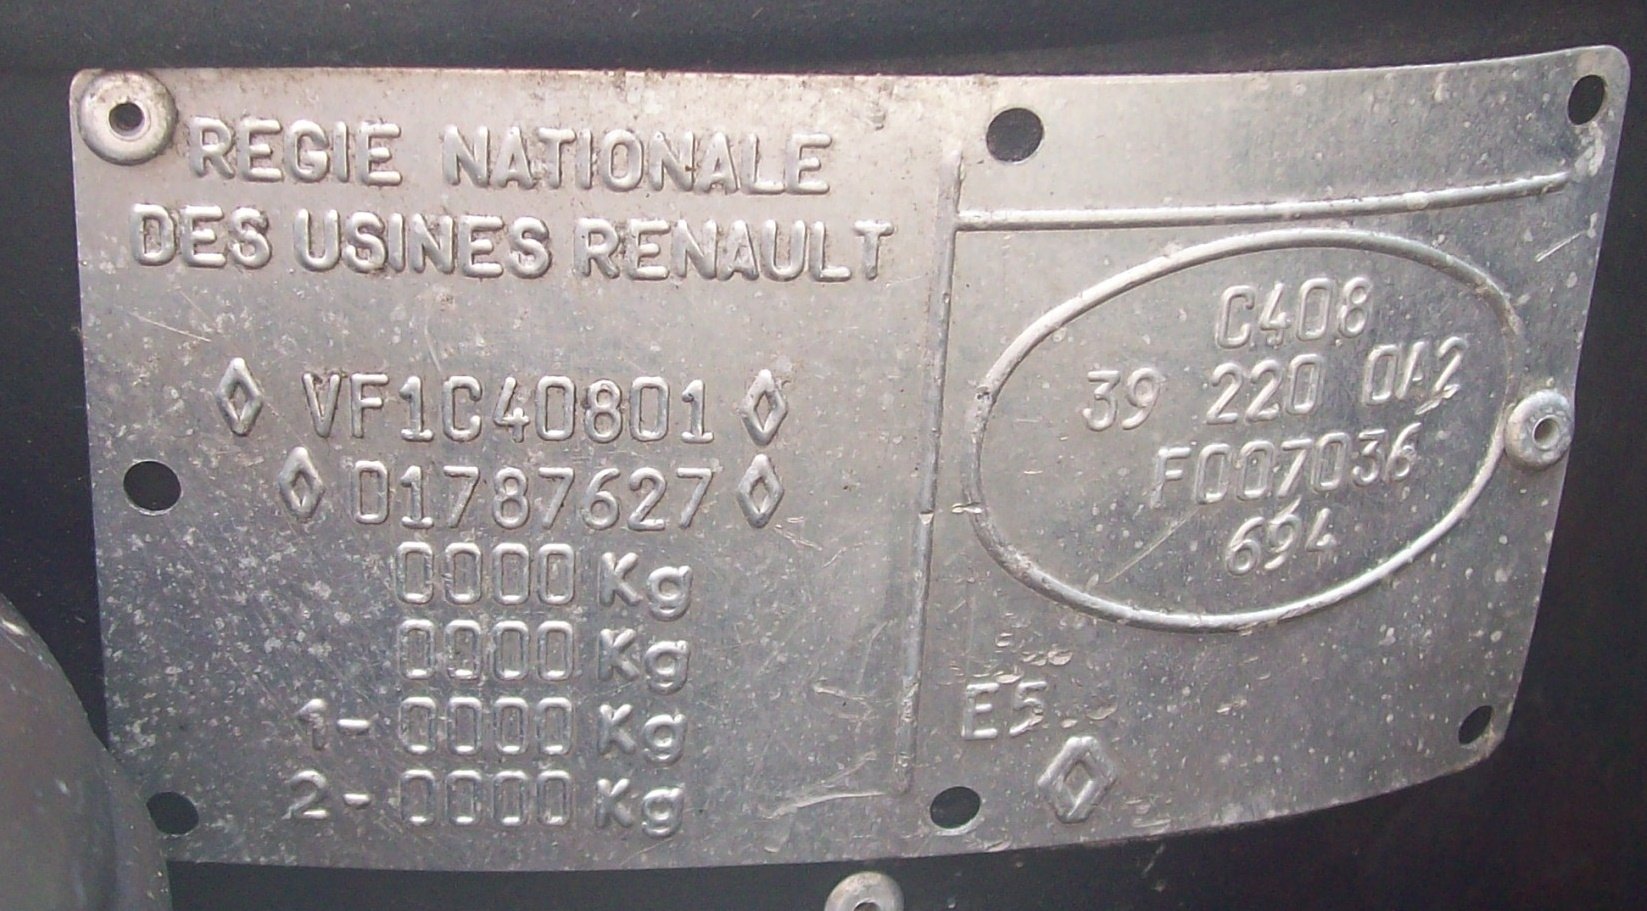 REGIE NATIONALE
DES USINES RENAULT
VF1C40801
01787627
0000 Kg
0000 Kg
1- 0000 Kg
2- 0000 Kg
C408
39 220 0A2
F007036
694
E5